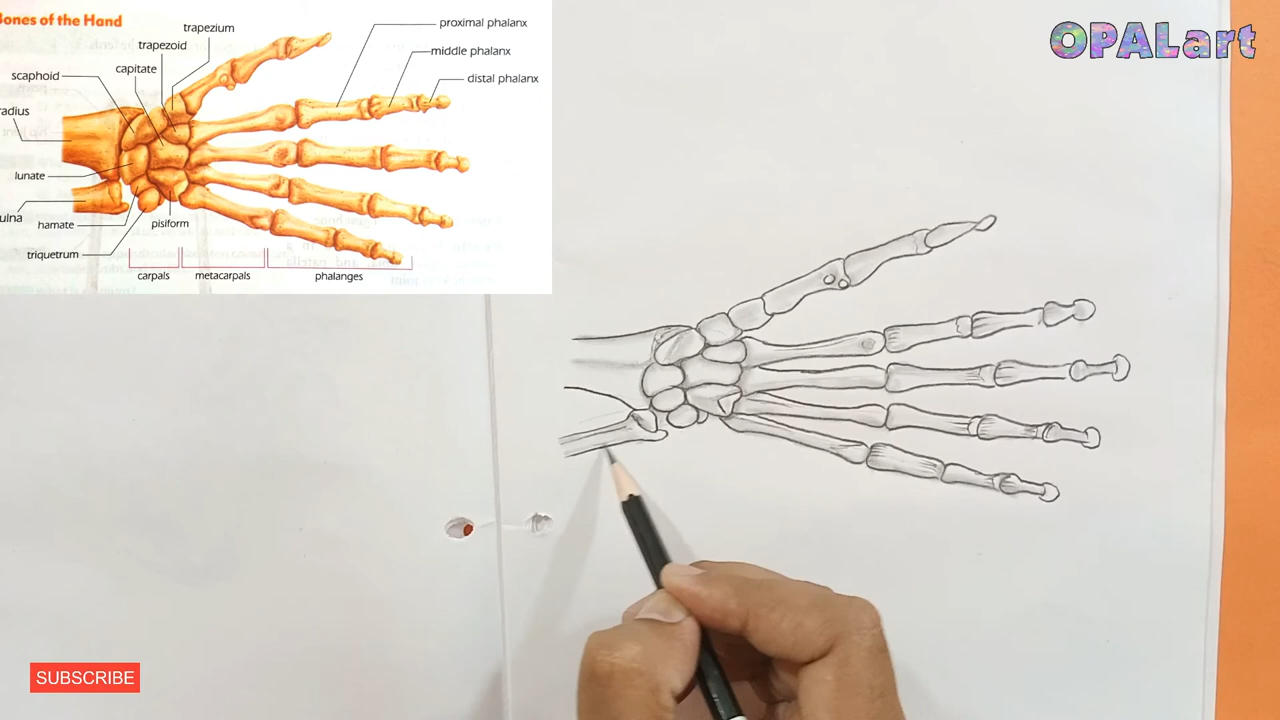 Bones of the Hand
trapezium
trapezoid
capitate
scaphoid
radius
lunate
ulna
hamate
triquetrum
pisiform
proximal phalanx
middle phalanx
distal phalanx
carpals
metacarpals
phalanges
OPALart
SUBSCRIBE